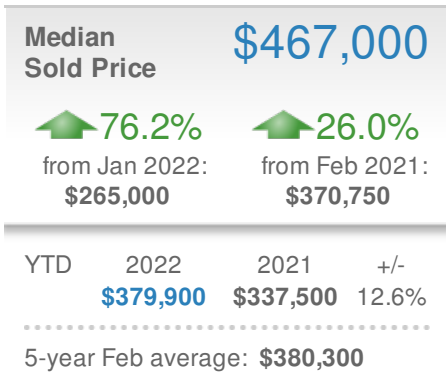 Median
Sold Price
$467,000
76.2%
from Jan 2022:
$265,000
26.0%
from Feb 2021:
$370,750
YTD 2022 2021 +/-
$379,900 $337,500 12.6%
5-year Feb average: $380,300